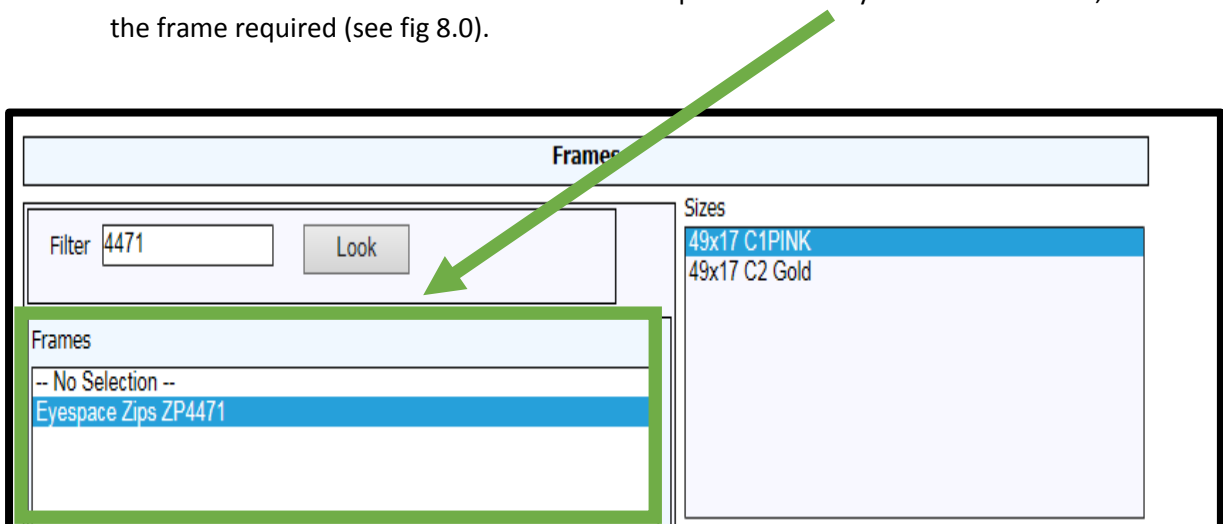 the frame required (see fig 8.0).
Frames
Filter 4471 Look
Sizes
49x17 C1PINK
49x17 C2 Gold
Frames
-- No Selection --
Eyespace Zips ZP4471